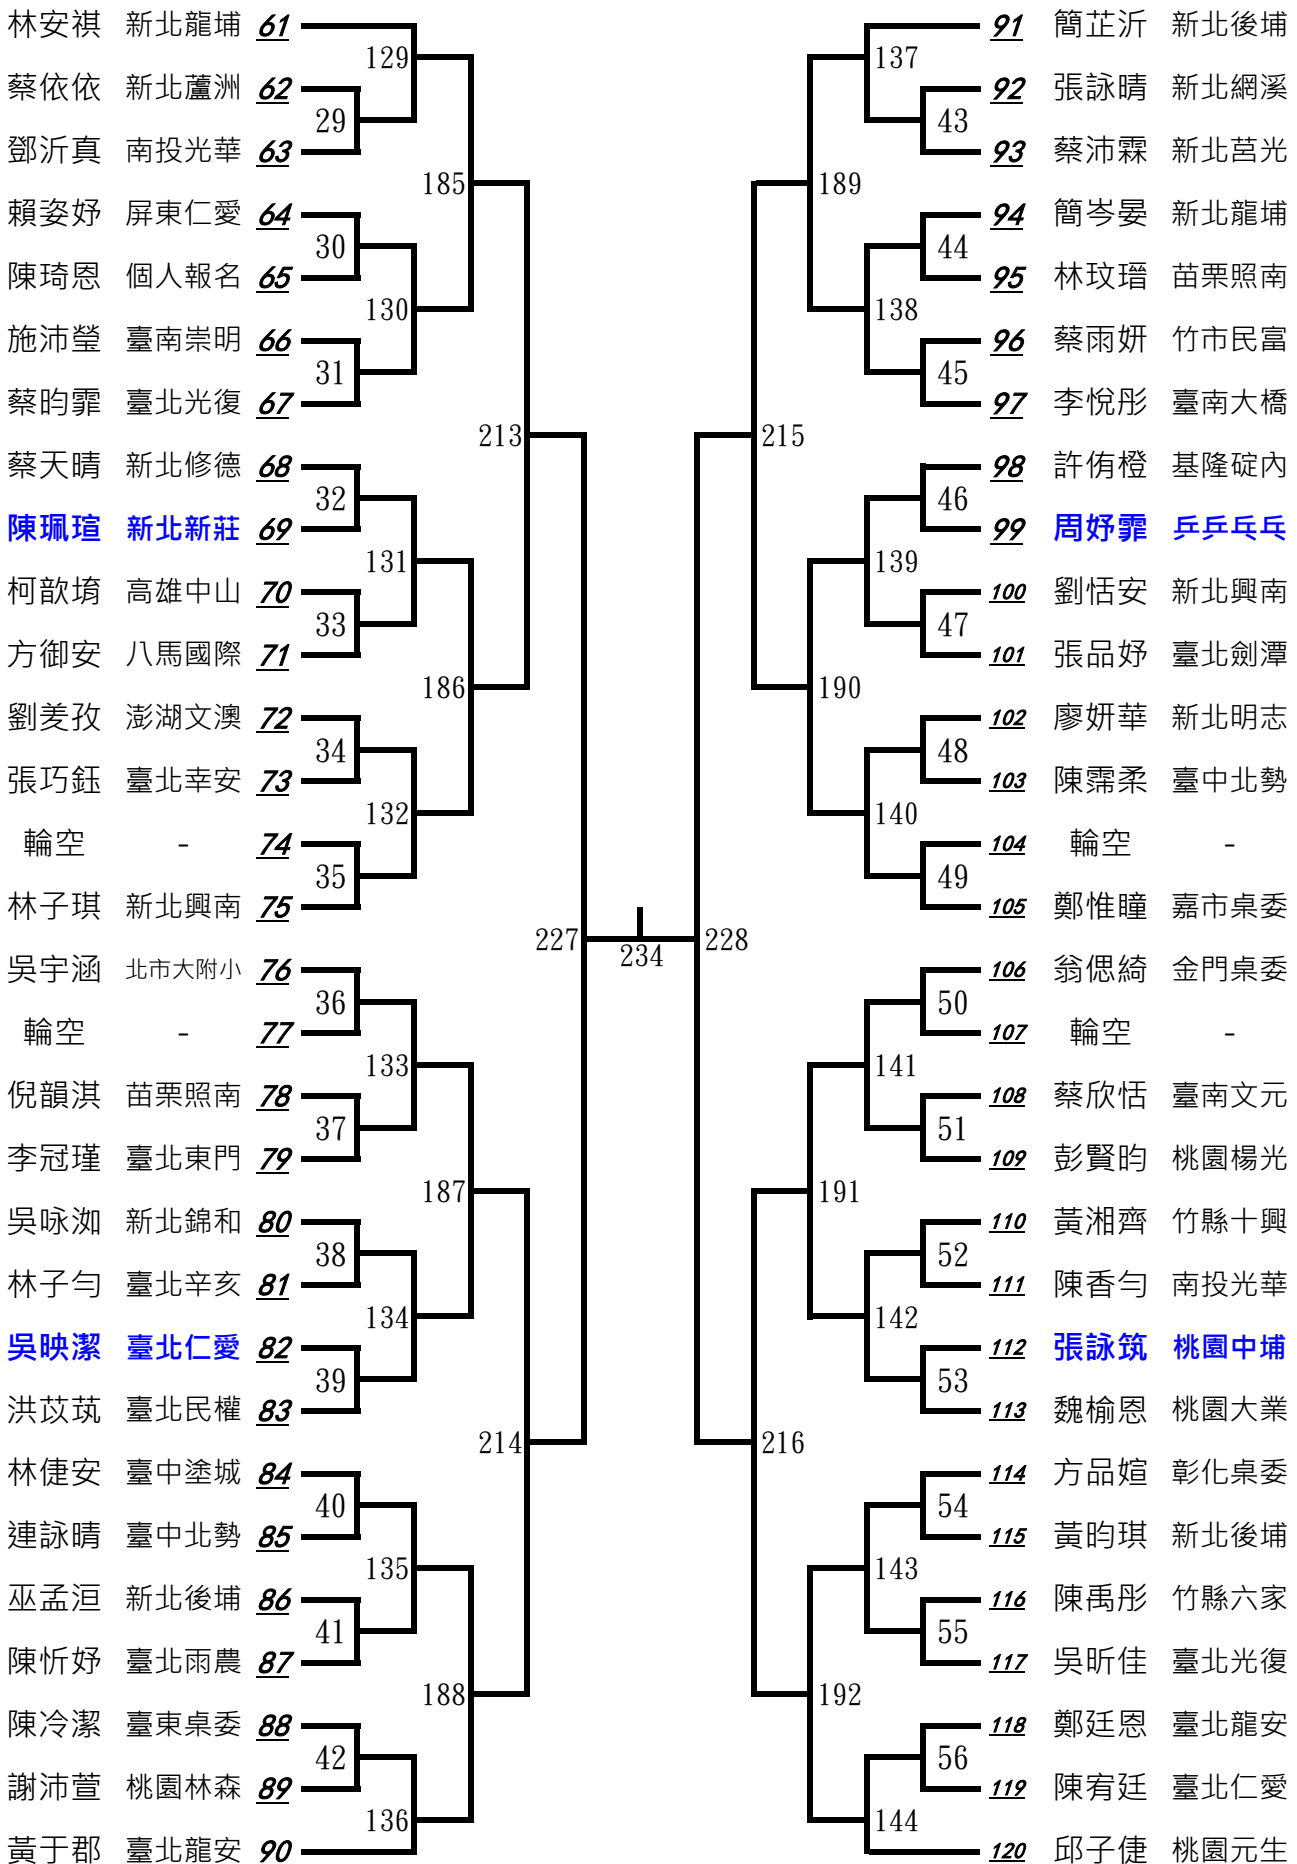 林安祺 新北龍埔 61
129
蔡依依 新北蘆洲 62
29
鄧沂真 南投光華 63
185
賴姿妤 屏東仁愛 64
30
陳琦恩 個人報名 65
130
施沛瑩 臺南崇明 66
31
蔡昀霏 臺北光復 67
213
蔡天晴 新北修德 68
32
陳珮瑄 新北新莊 69
131
柯歆堉 高雄中山 70
33
方御安 八馬國際 71
186
劉羑孜 澎湖文澳 72
34
張巧鈺 臺北幸安 73
132
輪空 - 74
35
林子琪 新北興南 75
227
吳宇涵 北市大附小 76
36
輪空 - 77
133
倪韻淇 苗栗照南 78
37
李冠瑾 臺北東門 79
187
吳咏洳 新北錦和 80
38
林子勻 臺北辛亥 81
134
吳映潔 臺北仁愛 82
39
洪苡茿 臺北民權 83
214
林倢安 臺中塗城 84
40
連詠晴 臺中北勢 85
135
巫孟洹 新北後埔 86
41
陳忻妤 臺北雨農 87
188
陳冷潔 臺東桌委 88
42
謝沛萱 桃園林森 89
136
黃于郡 臺北龍安 90
234
91 簡芷沂 新北後埔
137
92 張詠晴 新北網溪
43
93 蔡沛霖 新北莒光
189
94 簡岑晏 新北龍埔
44
95 林玟瑨 苗栗照南
138
96 蔡雨妍 竹市民富
45
97 李悅彤 臺南大橋
215
98 許侑橙 基隆碇內
46
99 周妤霏 乒乒乓乓
139
100 劉恬安 新北興南
47
101 張品妤 臺北劍潭
190
102 廖妍華 新北明志
48
103 陳霈柔 臺中北勢
140
104 輪空 -
49
105 鄭惟瞳 嘉市桌委
228
106 翁偲綺 金門桌委
50
107 輪空 -
141
108 蔡欣恬 臺南文元
51
109 彭賢昀 桃園楊光
191
110 黃湘齊 竹縣十興
52
111 陳香勻 南投光華
142
112 張詠筑 桃園中埔
53
113 魏榆恩 桃園大業
216
114 方品媗 彰化桌委
54
115 黃昀琪 新北後埔
143
116 陳禹彤 竹縣六家
55
117 吳昕佳 臺北光復
192
118 鄭廷恩 臺北龍安
56
119 陳宥廷 臺北仁愛
144
120 邱子倢 桃園元生